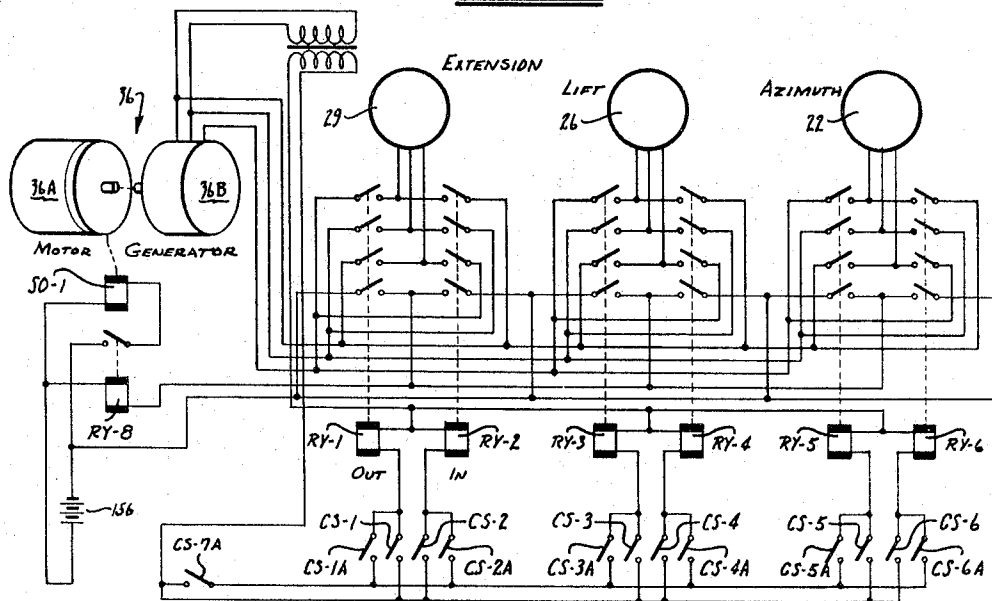 EXTENSION
LIFT
AZIMUTH
36
29
26
22
36A
36B
MOTOR GENERATOR
SO-1
RY-8
RY-1
RY-2
RY-3
RY-4
RY-5
RY-6
OUT
IN
156
CS-7A
CS-1
CS-2
CS-3
CS-4
CS-5
CS-6
CS-1A
CS-2A
CS-3A
CS-4A
CS-5A
CS-6A